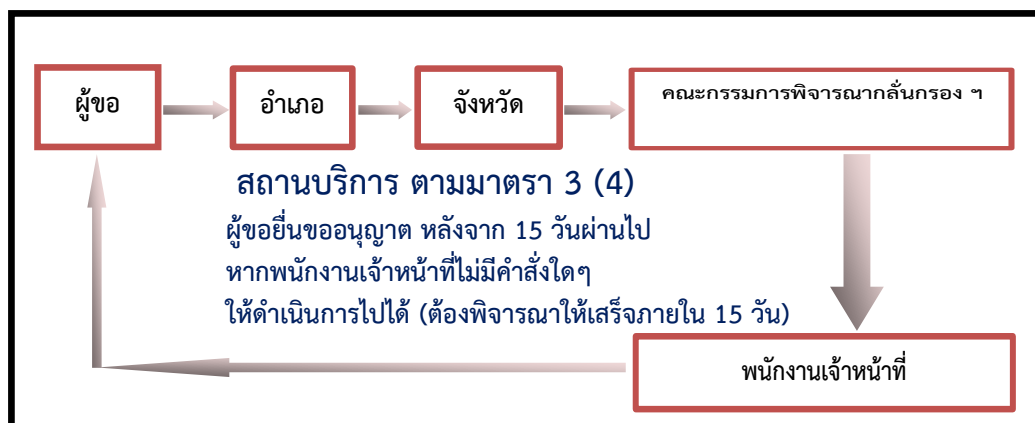 ผู้ขอ
อำเภอ
จังหวัด
คณะกรรมการพิจารณากลั่นกรอง ฯ
สถานบริการ ตามมาตรา 3 (4)
ผู้ขอยื่นขออนุญาต หลังจาก 15 วันผ่านไป
หากพนักงานเจ้าหน้าที่ไม่มีคำสั่งใดๆ
ให้ดำเนินการไปได้ (ต้องพิจารณาให้เสร็จภายใน 15 วัน)
พนักงานเจ้าหน้าที่